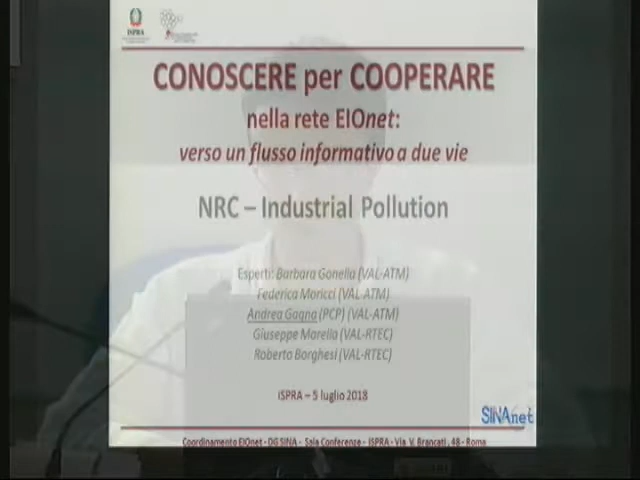 ISPRA
CONOSCERE per COOPERARE
nella rete EIOnet:
verso un flusso informativo a due vie
NRC – Industrial Pollution
Esperti: Barbara Gonella (VAL-ATM)
Federica Moricci (VAL-ATM)
Andrea Gagna (PCP) (VAL-ATM)
Giuseppe Marella (VAL-RTEC)
Roberto Borghesi (VAL-RTEC)
ISPRA – 5 luglio 2018
SINAnet
Coordinamento EIOnet - DG SINA - Sala Conferenze - ISPRA - Via V. Brancati, 48 - Roma